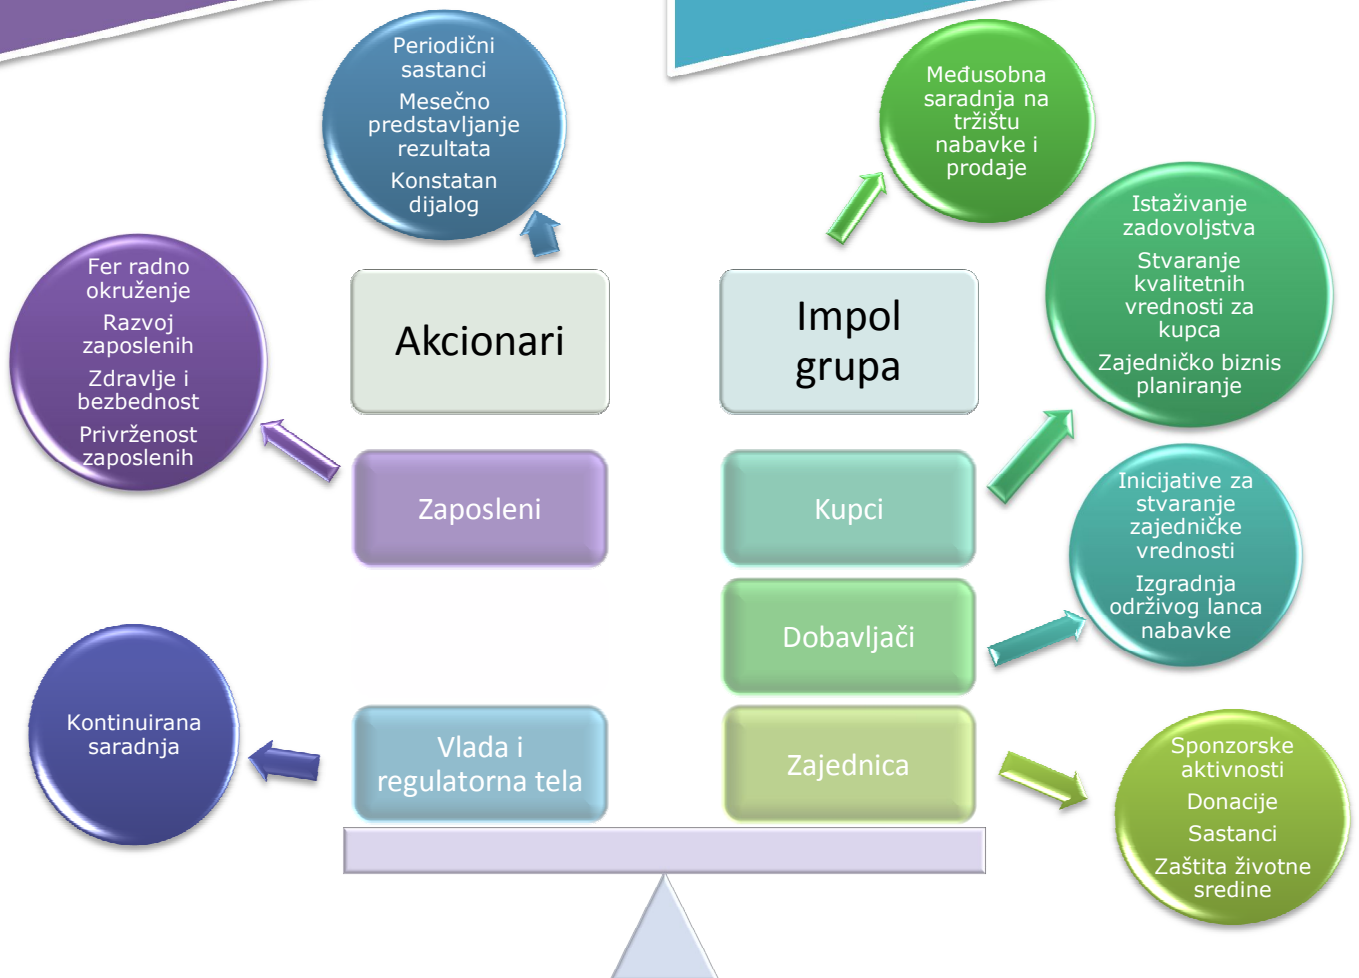 Periodični
sastanci
Mesečno
predstavljanje
rezultata
Konstatan
dijalog
Međusobna
saradnja na
tržištu
nabavke i
prodaje
Fer radno
okruženje
Razvoj
zaposlenih
Zdravlje i
bezbednost
Privrženost
zaposlenih
Akcionari
Impol
grupa
Istaživanje
zadovoljstva
Stvaranje
kvalitetnih
vrednosti za
kupca
Zajedničko biznis
planiranje
Zaposleni
Kupci
Inicijative za
stvaranje
zajedničke
vrednosti
Izgradnja
održivog lanca
nabavke
Dobavljači
Kontinuirana
saradnja
Vlada i
regulatorna tela
Zajednica
Sponzorske
aktivnosti
Donacije
Sastanci
Zaštita životne
sredine